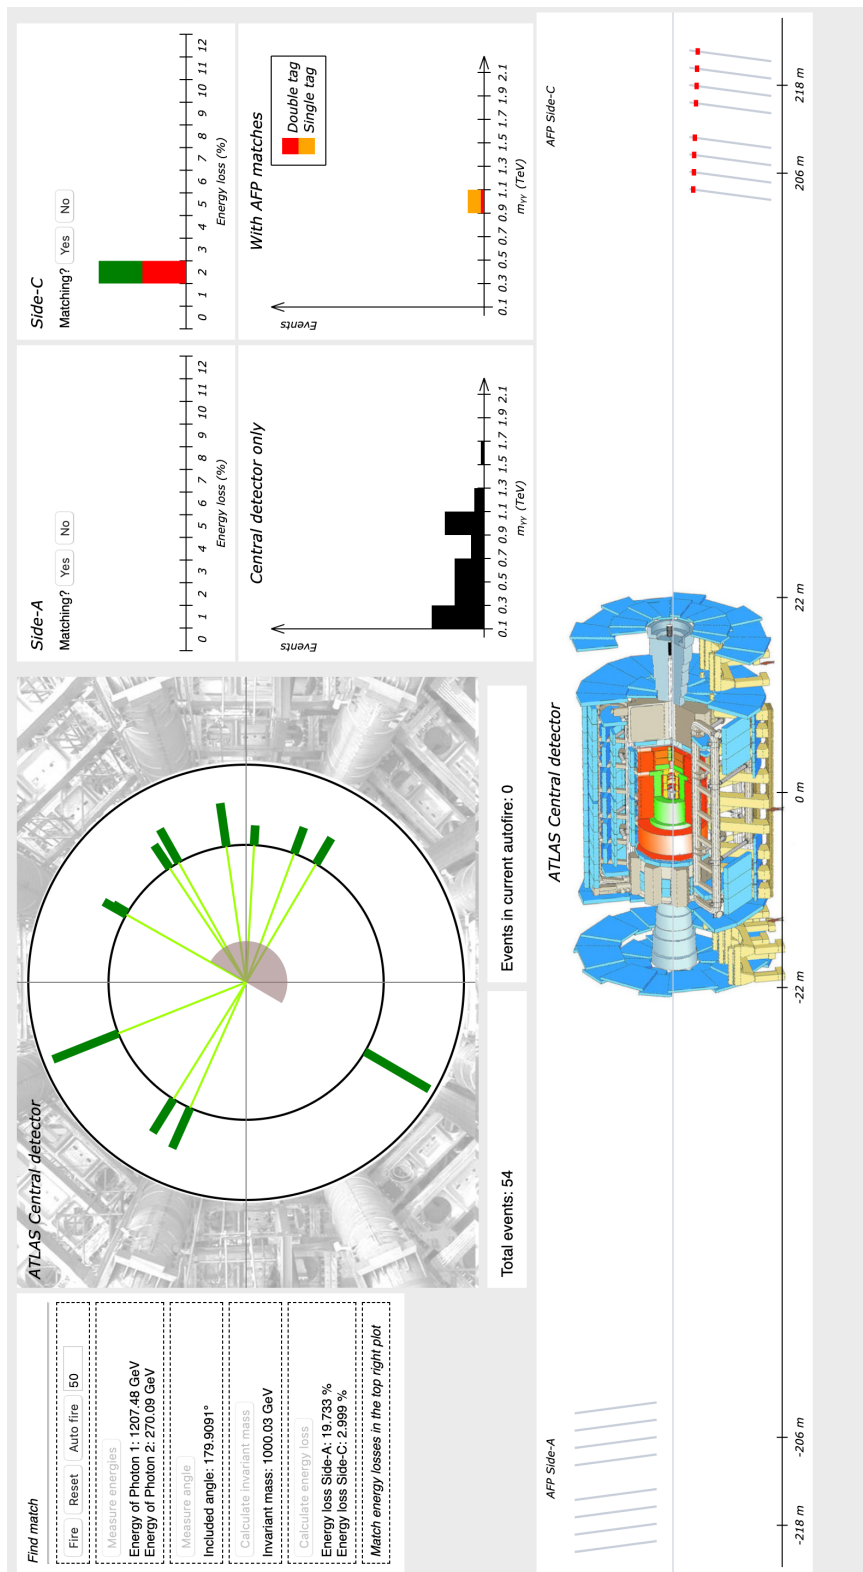 Find match
Fire Reset Auto fire 50
Measure energies
Energy of Photon 1: 1207.48 GeV
Energy of Photon 2: 270.09 GeV
Measure angle
Included angle: 179.9091°
Calculate invariant mass
Invariant mass: 1000.03 GeV
Calculate energy loss
Energy loss Side-A: 19.733 %
Energy loss Side-C: 2.999 %
Match energy losses in the top right plot
ATLAS Central detector
Total events: 54
Events in current autofire: 0
Side-A
Matching? Yes No
0 1 2 3 4 5 6 7 8 9 10 11 12
Energy loss (%)
Side-C
Matching? Yes No
0 1 2 3 4 5 6 7 8 9 10 11 12
Energy loss (%)
Central detector only
Events
0.1 0.3 0.5 0.7 0.9 1.1 1.3 1.5 1.7 1.9 2.1
mγγ (TeV)
With AFP matches
Double tag
Single tag
Events
0.1 0.3 0.5 0.7 0.9 1.1 1.3 1.5 1.7 1.9 2.1
mγγ (TeV)
AFP Side-A
ATLAS Central detector
AFP Side-C
-218 m -206 m -22 m 0 m 22 m 206 m 218 m